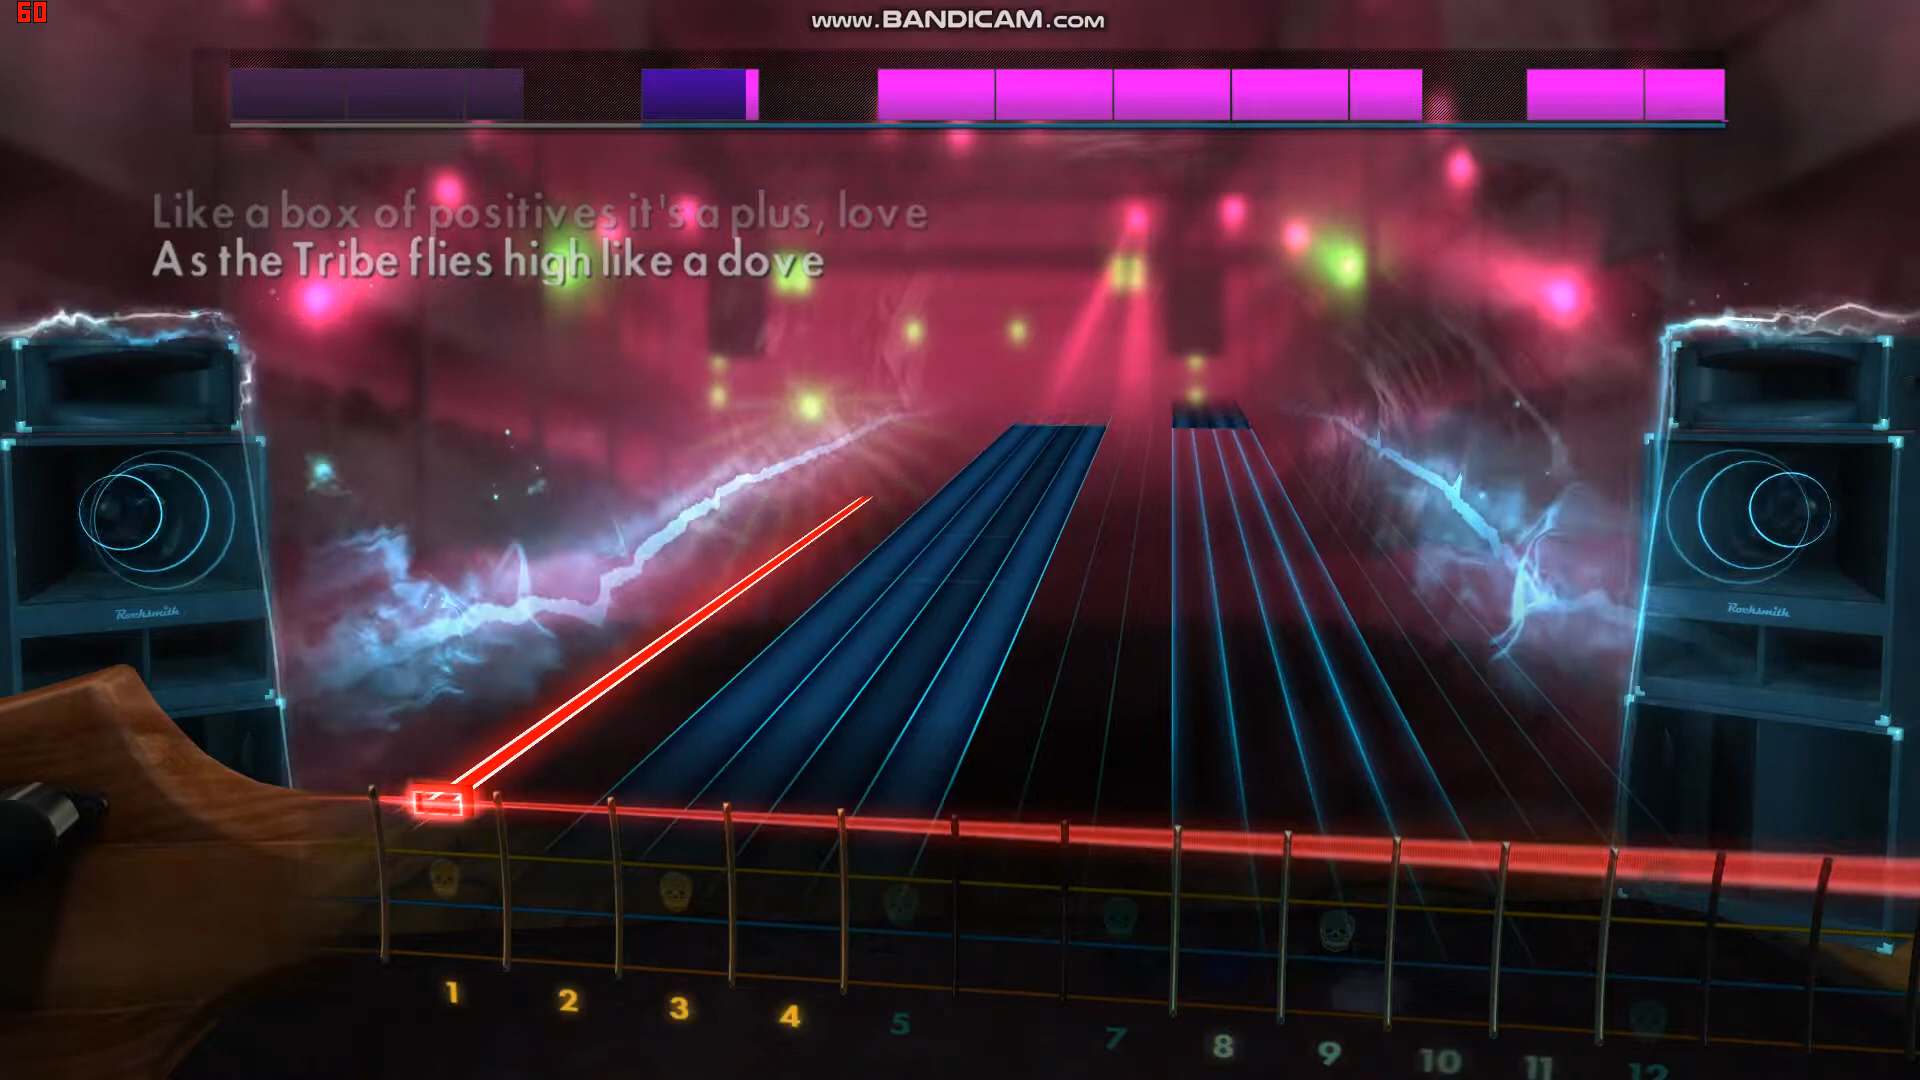 60
www.BANDICAM.com
Like a box of positives it's a plus, love
As the Tribe flies high like a dove
Rocksmith
Rocksmith
1 2 3 4 5 7 8 9 10 11 12